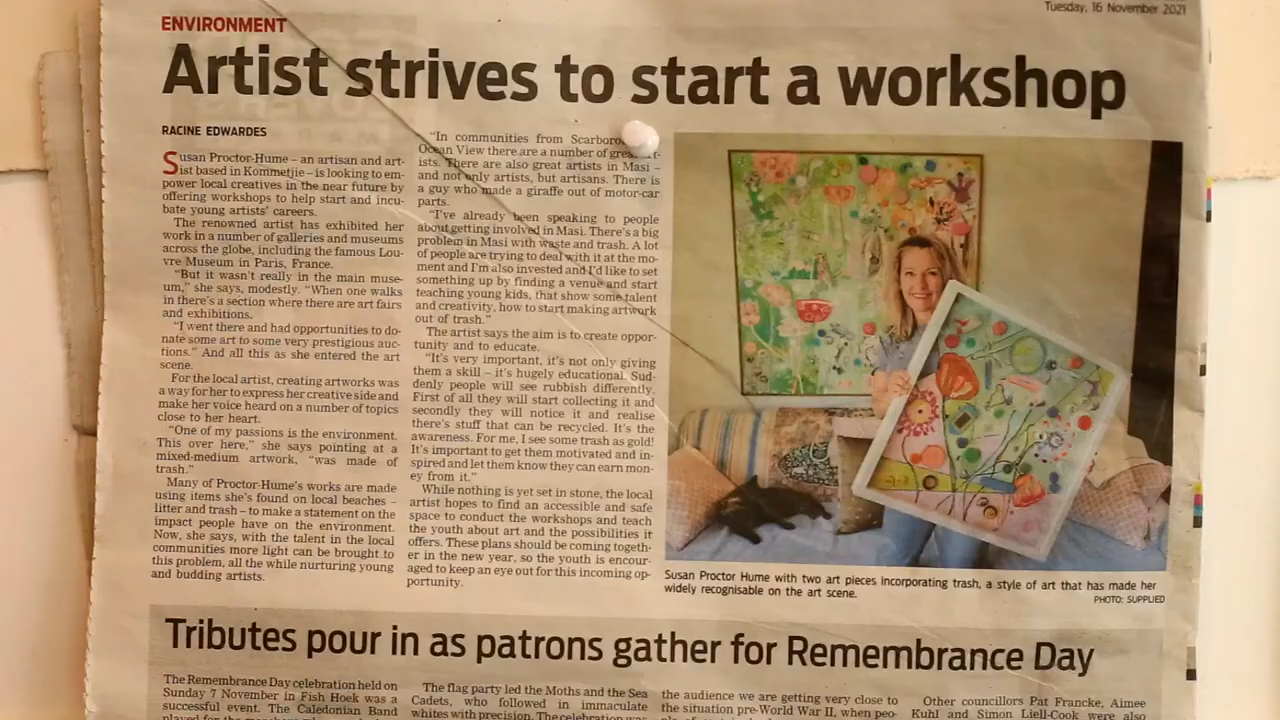 Tuesday, 16 November 2021
ENVIRONMENT
Artist strives to start a workshop
RACINE EDWARDES
Susan Proctor-Hume – an artisan and art-
ist based in Kommetjie – is looking to em-
power local creatives in the near future by
offering workshops to help start and incu-
bate young artists' careers.
The renowned artist has exhibited her
work in a number of galleries and museums
across the globe, including the famous Lou-
vre Museum in Paris, France.
"But it wasn't really in the main muse-
um," she says, modestly. "When one walks
in there's a section where there are art fairs
and exhibitions.
"I went there and had opportunities to do-
nate some art to some very prestigious auc-
tions." And all this as she entered the art
scene.
For the local artist, creating artworks was
a way for her to express her creative side and
make her voice heard on a number of topics
close to her heart.
"One of my passions is the environment.
This over here," she says pointing at a
mixed-medium artwork, "was made of
trash."
Many of Proctor-Hume's works are made
using items she's found on local beaches –
litter and trash – to make a statement on the
impact people have on the environment.
Now, she says, with the talent in the local
communities more light can be brought to
this problem, all the while nurturing young
and budding artists.
"In communities from
Ocean View there are a number of
ists. There are also great artists in Masi –
and not only artists, but artisans. There is
a guy who made a giraffe out of motor-car
parts.
"I've already been speaking to people
about getting involved in Masi. There's a big
problem in Masi with waste and trash. A lot
of people are trying to deal with it at the mo-
ment and I'm also invested and I'd like to set
something up by finding a venue and start
teaching young kids, that show some talent
and creativity, how to start making artwork
out of trash."
The artist says the aim is to create oppor-
tunity and to educate.
"It's very important, it's not only giving
them a skill – it's hugely educational. Sud-
denly people will see rubbish differently.
First of all they will start collecting it and
secondly they will notice it and realise
there's stuff that can be recycled. It's the
awareness. For me, I see some trash as gold!
It's important to get them motivated and in-
spired and let them know they can earn mon-
ey from it."
While nothing is yet set in stone, the local
artist hopes to find an accessible and safe
space to conduct the workshops and teach
the youth about art and the possibilities it
offers. These plans should be coming togeth-
er in the new year, so the youth is encour-
aged to keep an eye out for this incoming op-
portunity.
Susan Proctor Hume with two art pieces incorporating trash, a style of art that has made her
widely recognisable on the art scene.
PHOTO: SUPPLIED
Tributes pour in as patrons gather for Remembrance Day
The Remembrance Day celebration held on
Sunday 7 November in Fish Hoek was a
successful event. The Caledonian Band
The flag party led the Moths and the Sea
Cadets, who followed in immaculate
whites with precision. The celebration was
the audience we are getting very close to
the situation pre-World War II, when peo-
Other councillors Pat Francke, Aimee
Kuhl and Simon Liell-Cook were also